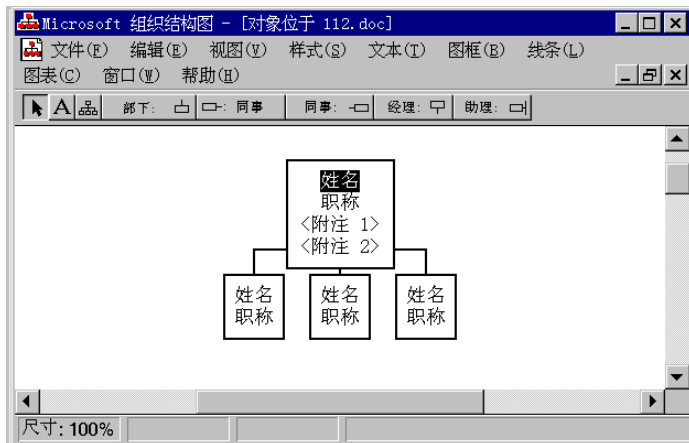 Microsoft 组织结构图 - [对象位于 112.doc]
文件(F) 编辑(E) 视图(V) 样式(S) 文本(T) 图框(B) 线条(L)
图表(C) 窗口(W) 帮助(H)
A 部下: 同事 同事: 经理: 助理:
姓名
职称
<附注 1>
<附注 2>
姓名 姓名 姓名
职称 职称 职称
尺寸: 100%